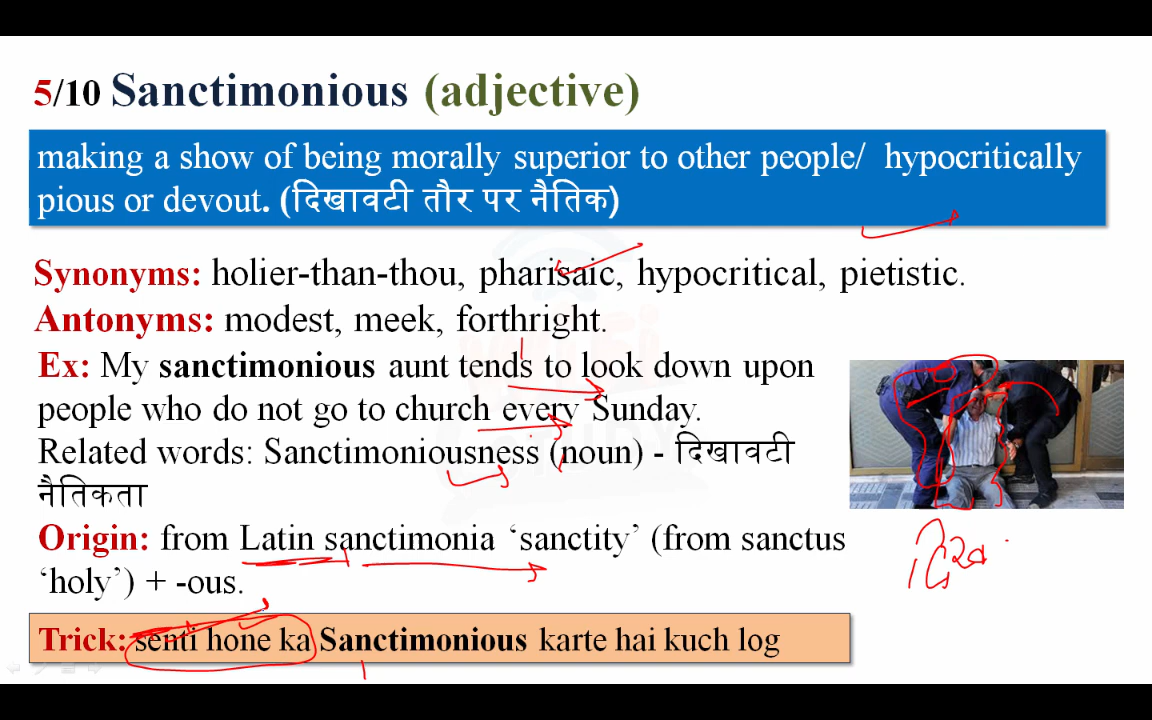 5/10 Sanctimonious (adjective)
making a show of being morally superior to other people/ hypocritically
pious or devout. (दिखावटी तौर पर नैतिक)
Synonyms: holier-than-thou, pharisaic, hypocritical, pietistic.
Antonyms: modest, meek, forthright.
Ex: My sanctimonious aunt tends to look down upon
people who do not go to church every Sunday.
Related words: Sanctimoniousness (noun) - दिखावटी
नैतिकता
Origin: from Latin sanctimonia ‘sanctity’ (from sanctus
‘holy’) + -ous.
Trick: senti hone ka Sanctimonious karte hai kuch log